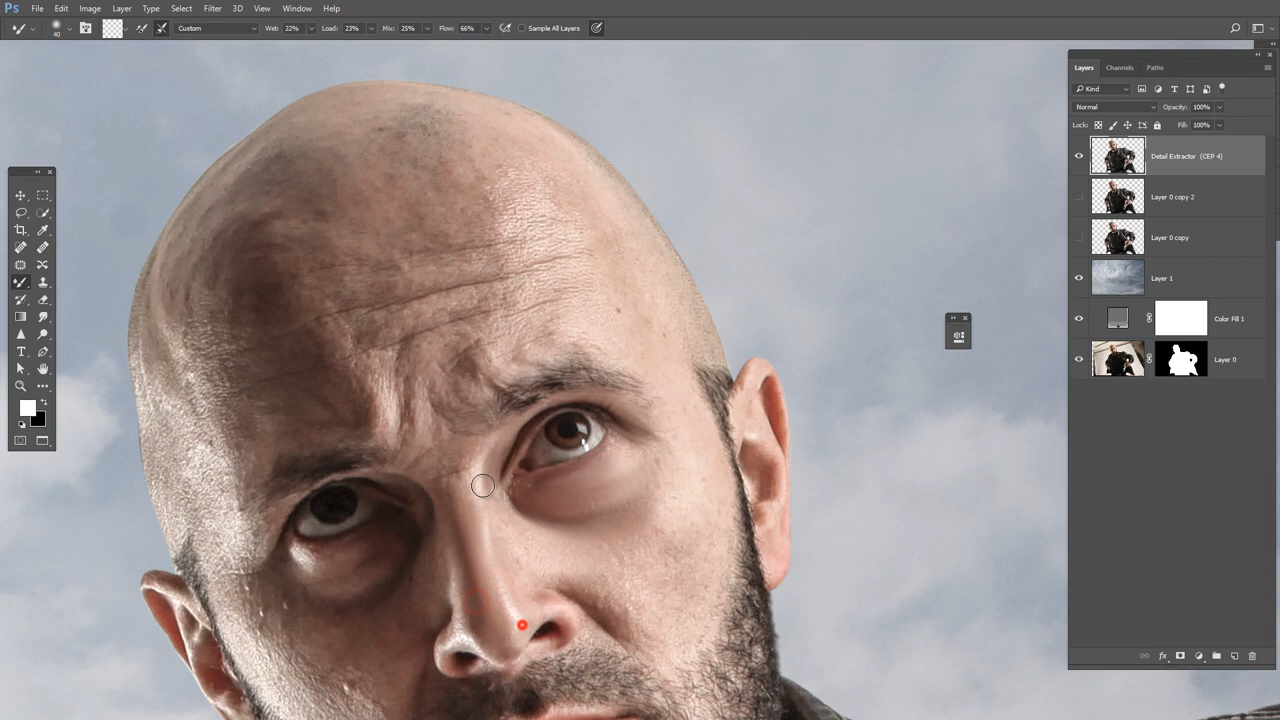 Ps File Edit Image Layer Type Select Filter 3D View Window Help
40 Custom Wet: 22% Load: 23% Mix: 25% Flow: 66% Sample All Layers
Layers Channels Paths
Kind
Normal Opacity: 100%
Lock: Fill: 100%
Detail Extractor (CEP 4)
Layer 0 copy 2
Layer 0 copy
Layer 1
Color Fill 1
Layer 0
fx